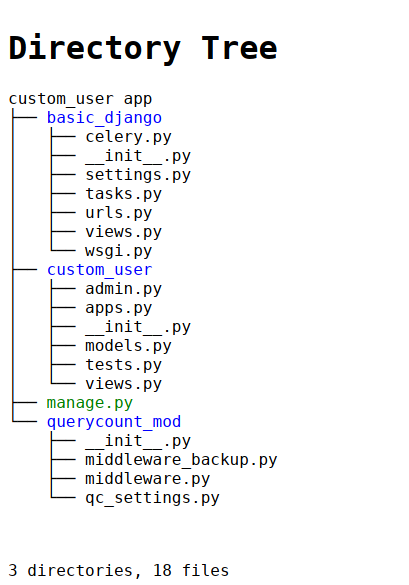 Directory Tree
custom_user app
├── basic_django
│   ├── celery.py
│   ├── __init__.py
│   ├── settings.py
│   ├── tasks.py
│   ├── urls.py
│   ├── views.py
│   └── wsgi.py
├── custom_user
│   ├── admin.py
│   ├── apps.py
│   ├── __init__.py
│   ├── models.py
│   ├── tests.py
│   └── views.py
├── manage.py
└── querycount_mod
    ├── __init__.py
    ├── middleware_backup.py
    ├── middleware.py
    └── qc_settings.py
3 directories, 18 files